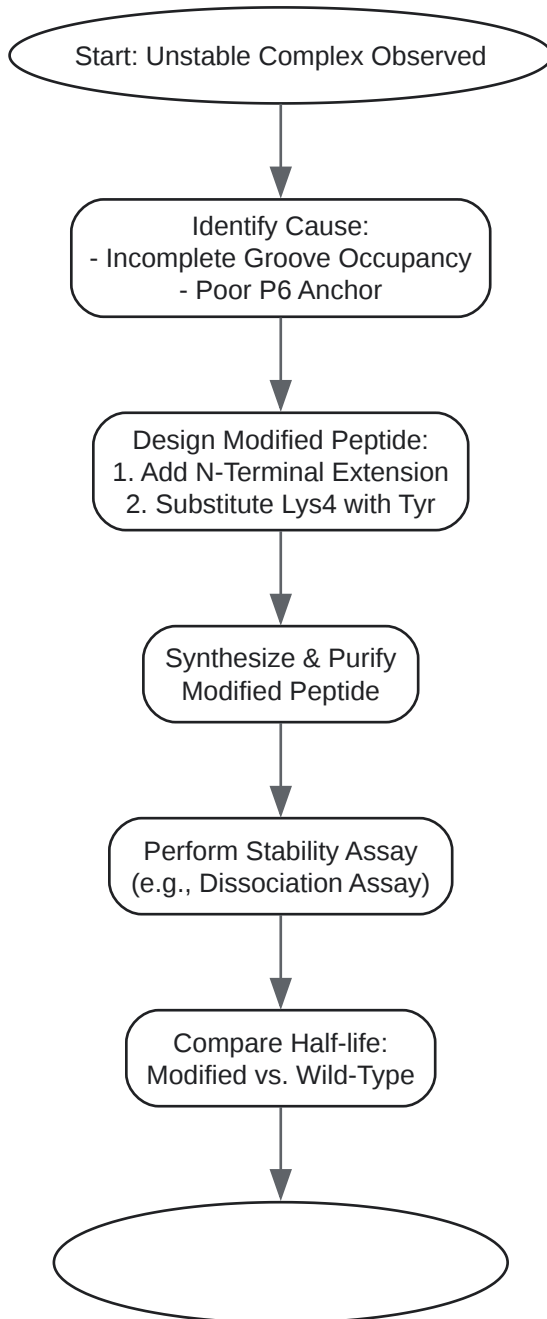 Start: Unstable Complex Observed
Identify Cause:
- Incomplete Groove Occupancy
- Poor P6 Anchor
Design Modified Peptide:
1. Add N-Terminal Extension
2. Substitute Lys4 with Tyr
Synthesize & Purify
Modified Peptide
Perform Stability Assay
(e.g., Dissociation Assay)
Compare Half-life:
Modified vs. Wild-Type